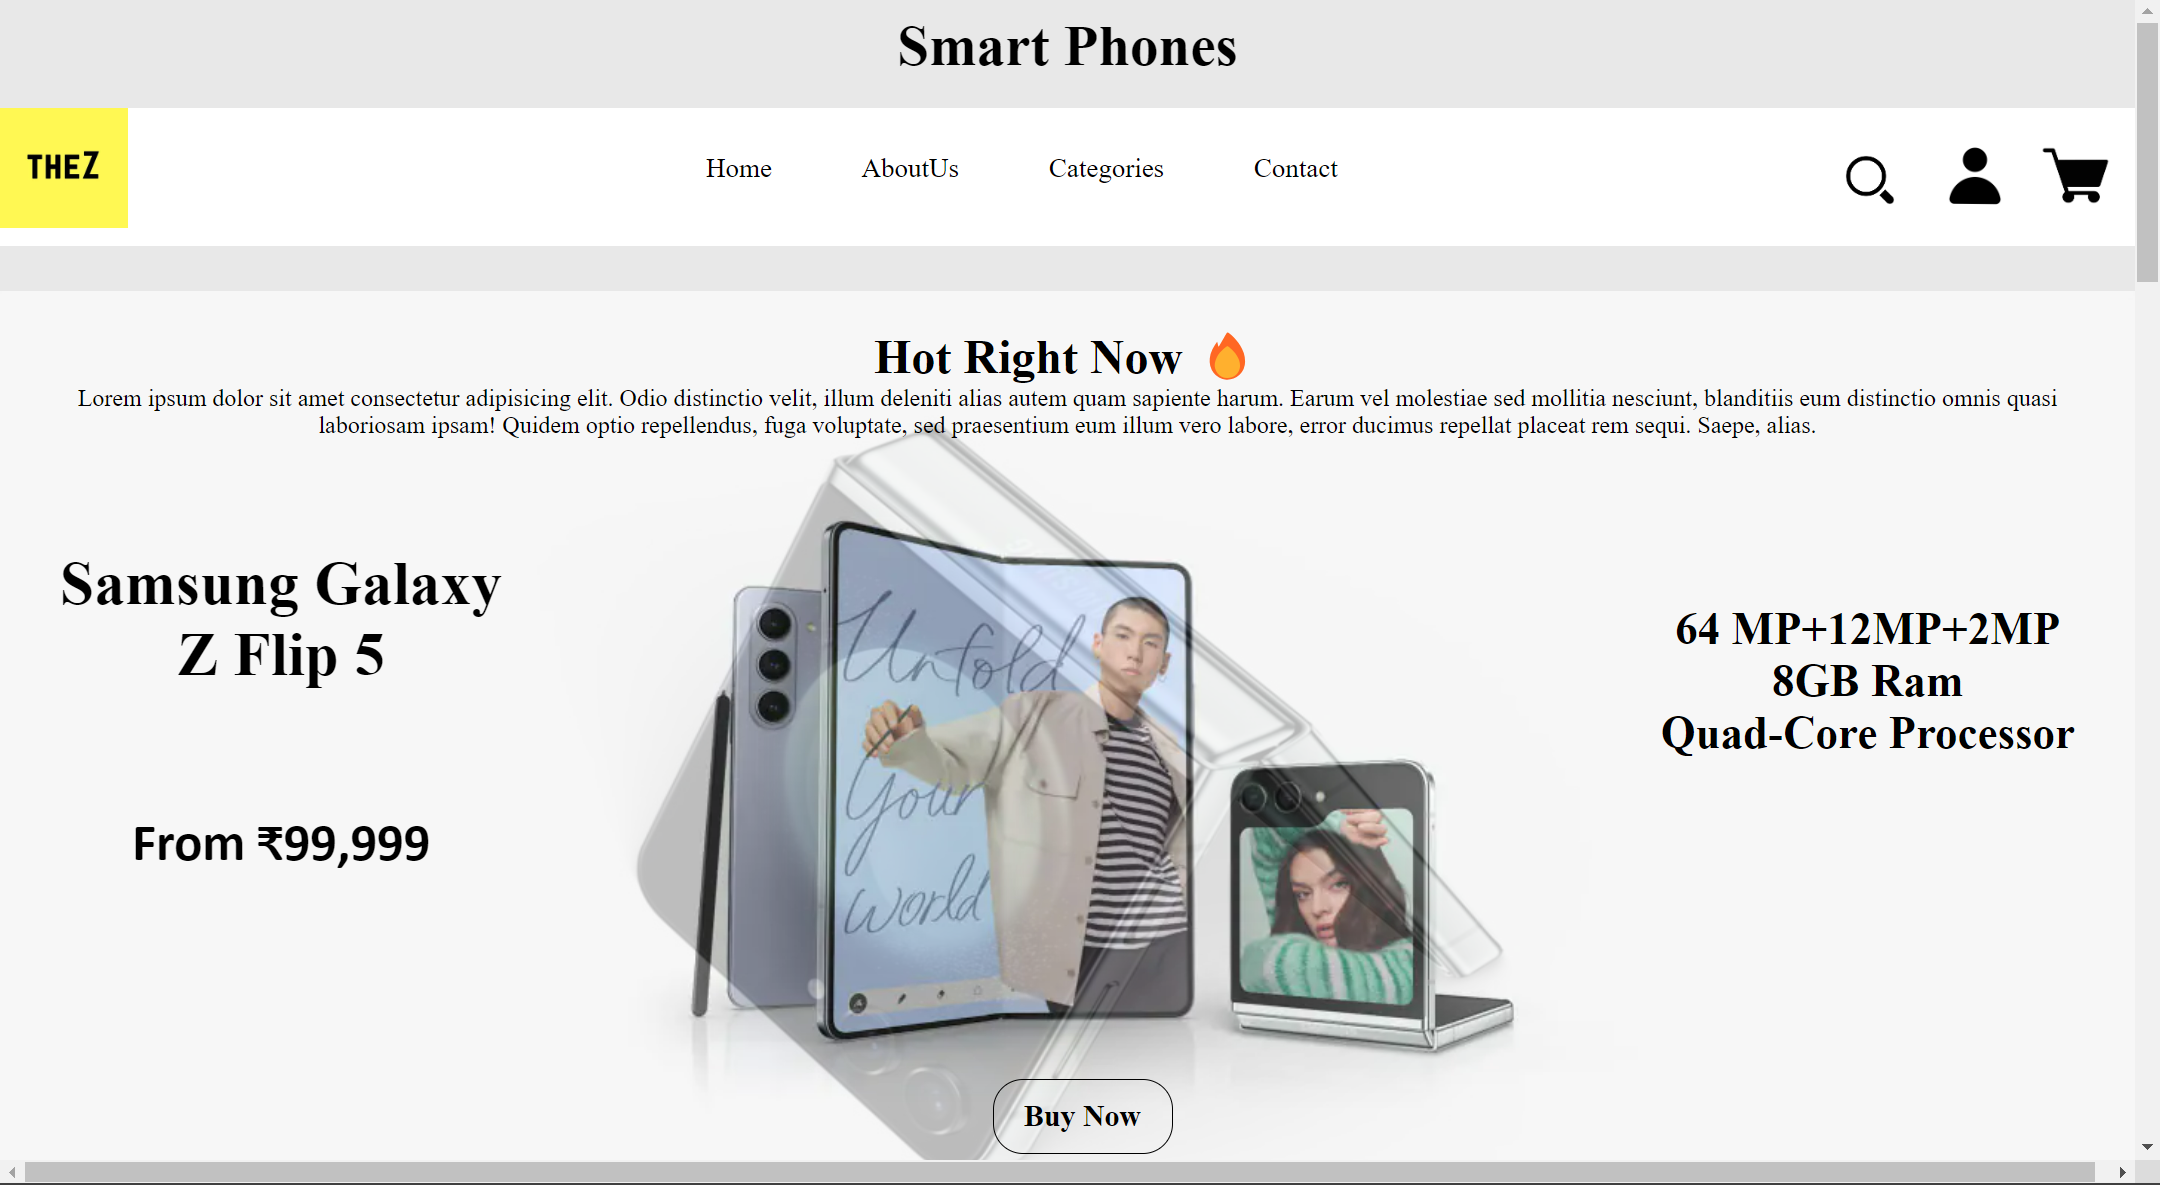 Smart Phones
THEZ
Home AboutUs Categories Contact
Hot Right Now 🔥
Lorem ipsum dolor sit amet consectetur adipisicing elit. Odio distinctio velit, illum deleniti alias autem quam sapiente harum. Earum vel molestiae sed mollitia nesciunt, blanditiis eum distinctio omnis quasi
laboriosam ipsam! Quidem optio repellendus, fuga voluptate, sed praesentium eum illum vero labore, error ducimus repellat placeat rem sequi. Saepe, alias.
Samsung Galaxy
Z Flip 5
From ₹99,999
Unfold
Your
world
64 MP+12MP+2MP
8GB Ram
Quad-Core Processor
Buy Now